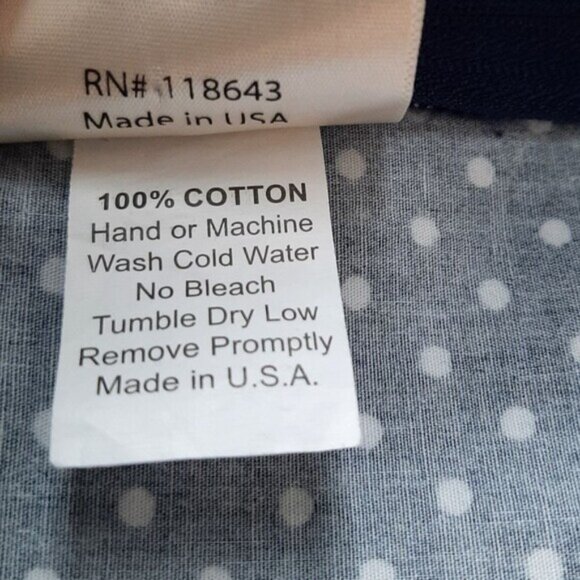 RN# 118643
Made in USA
100% COTTON
Hand or Machine
Wash Cold Water
No Bleach
Tumble Dry Low
Remove Promptly
Made in U.S.A.